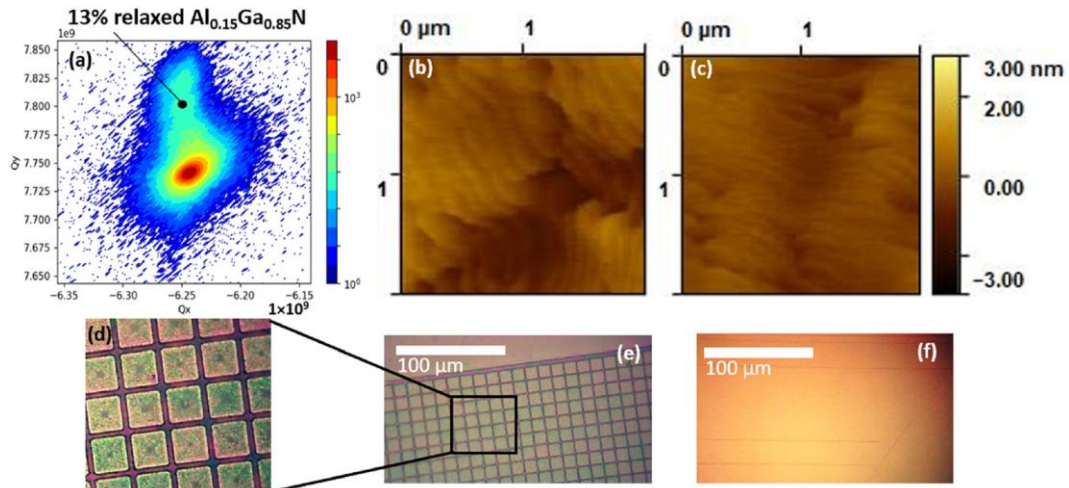 13% relaxed Al0.15Ga0.85N
1e9
(a)
7.850
7.825
7.800
7.775
7.750
7.725
7.700
7.675
7.650
Qy
−6.35
−6.30
−6.25
−6.20
−6.15
Qx
1×10⁹
10³
10⁰
0 µm
1
0
1
(b)
0 µm
1
0
1
(c)
3.00 nm
2.00
0.00
−3.00
(d)
100 µm
(e)
100 µm
(f)